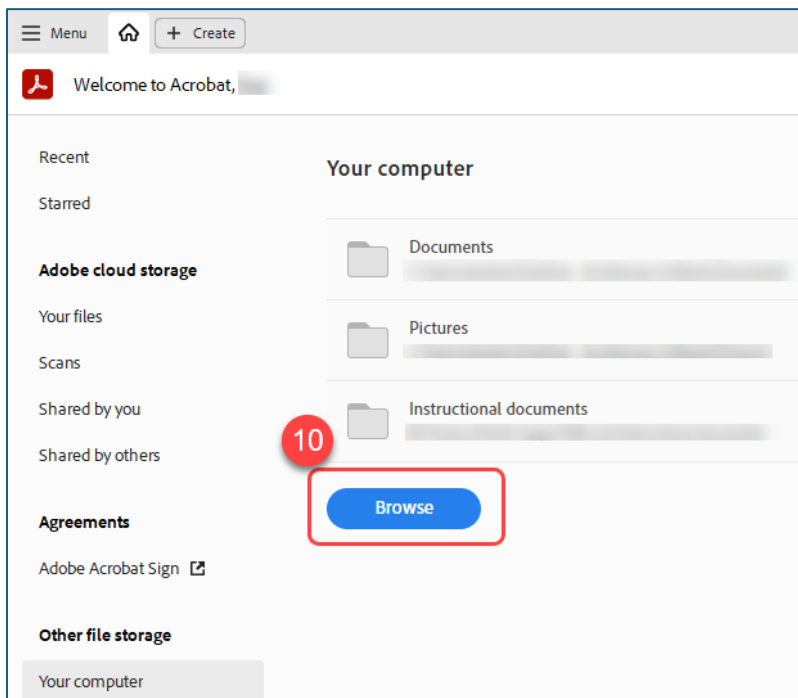 Menu
+ Create
Welcome to Acrobat,
Recent
Starred
Adobe cloud storage
Your files
Scans
Shared by you
Shared by others
Agreements
Adobe Acrobat Sign
Other file storage
Your computer
Your computer
Documents
Pictures
Instructional documents
10
Browse